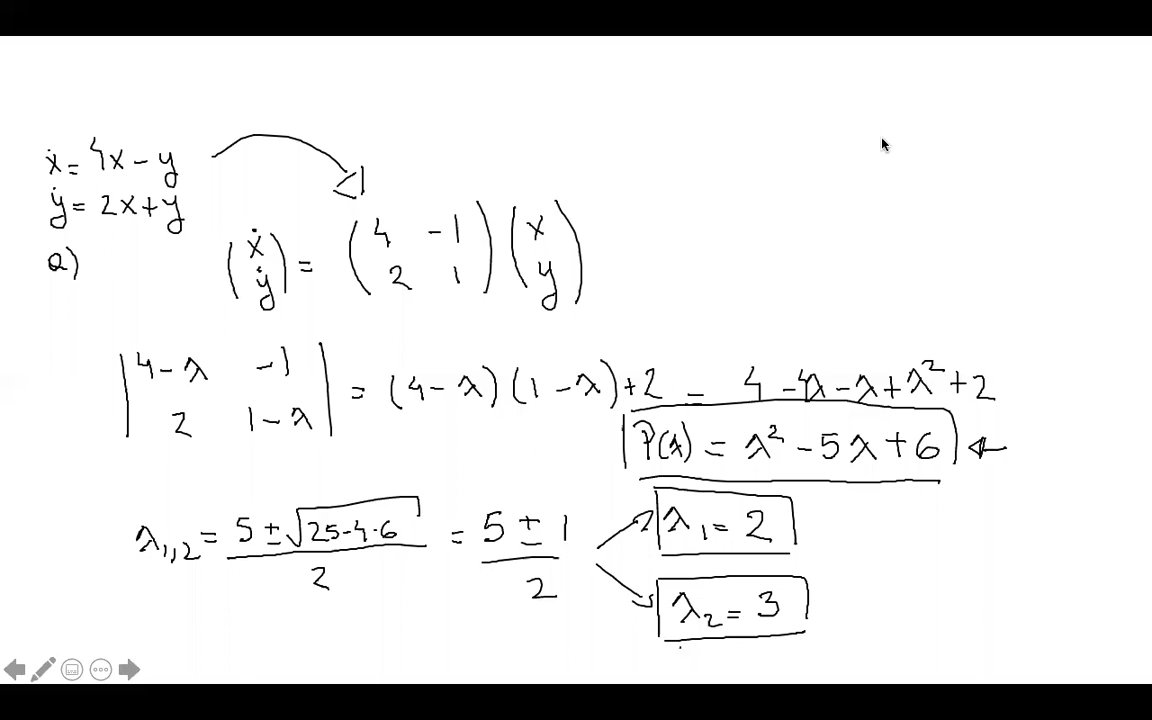 ẋ = 4x - y
ẏ = 2x + y
a)
(ẋ ẏ) = (4 -1 2 1) (x y)
|4-λ -1 2 1-λ| = (4-λ)(1-λ)+2 = 4 - 4λ - λ + λ² + 2
P(λ) = λ² - 5λ + 6
λ₁,₂ = 5 ± √25-4·6 / 2 = 5 ± 1 / 2
λ₁ = 2
λ₂ = 3